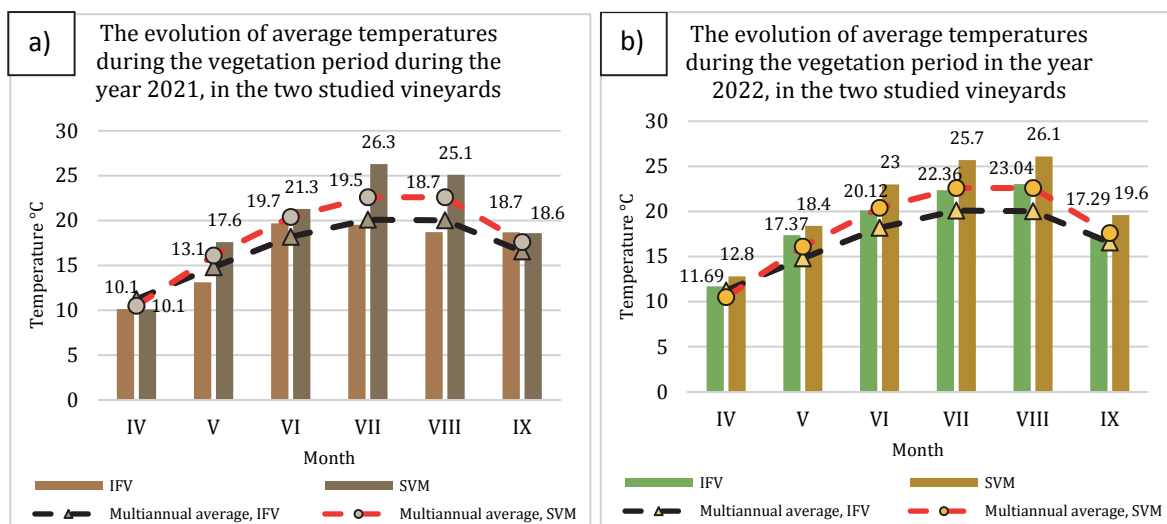 a)
The evolution of average temperatures
during the vegetation period during the
year 2021, in the two studied vineyards
Temperature °C
30
25
20
15
10
5
0
10.1
10.1
13.1
17.6
19.7
21.3
19.5
26.3
18.7
25.1
18.7
18.6
IV V VI VII VIII IX
Month
IFV SVM
Multiannual average, IFV Multiannual average, SVM
b)
The evolution of average temperatures
during the vegetation period in the year
2022, in the two studied vineyards
Temperature °C
30
25
20
15
10
5
0
11.69
12.8
17.37
18.4
20.12
23
22.36
25.7
23.04
26.1
17.29
19.6
IV V VI VII VIII IX
Month
IFV SVM
Multiannual average, IFV Multiannual average, SVM